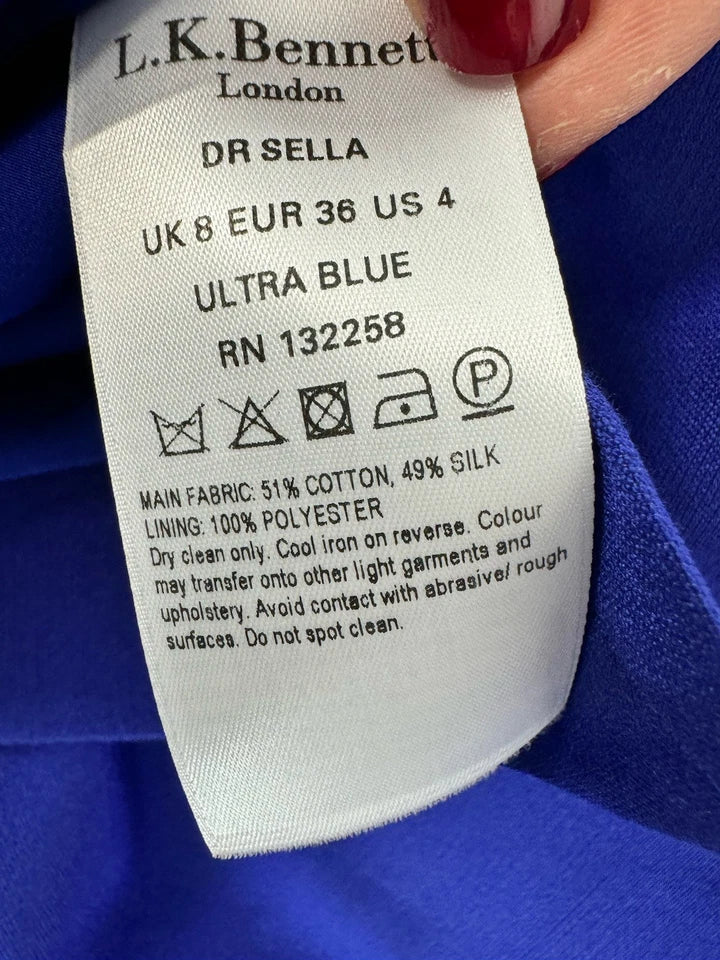 L.K.Bennett
London
DR SELLA
UK 8 EUR 36 US 4
ULTRA BLUE
RN 132258
P
MAIN FABRIC: 51% COTTON, 49% SILK
LINING: 100% POLYESTER
Dry clean only. Cool iron on reverse. Colour
may transfer onto other light garments and
upholstery. Avoid contact with abrasive/ rough
surfaces. Do not spot clean.